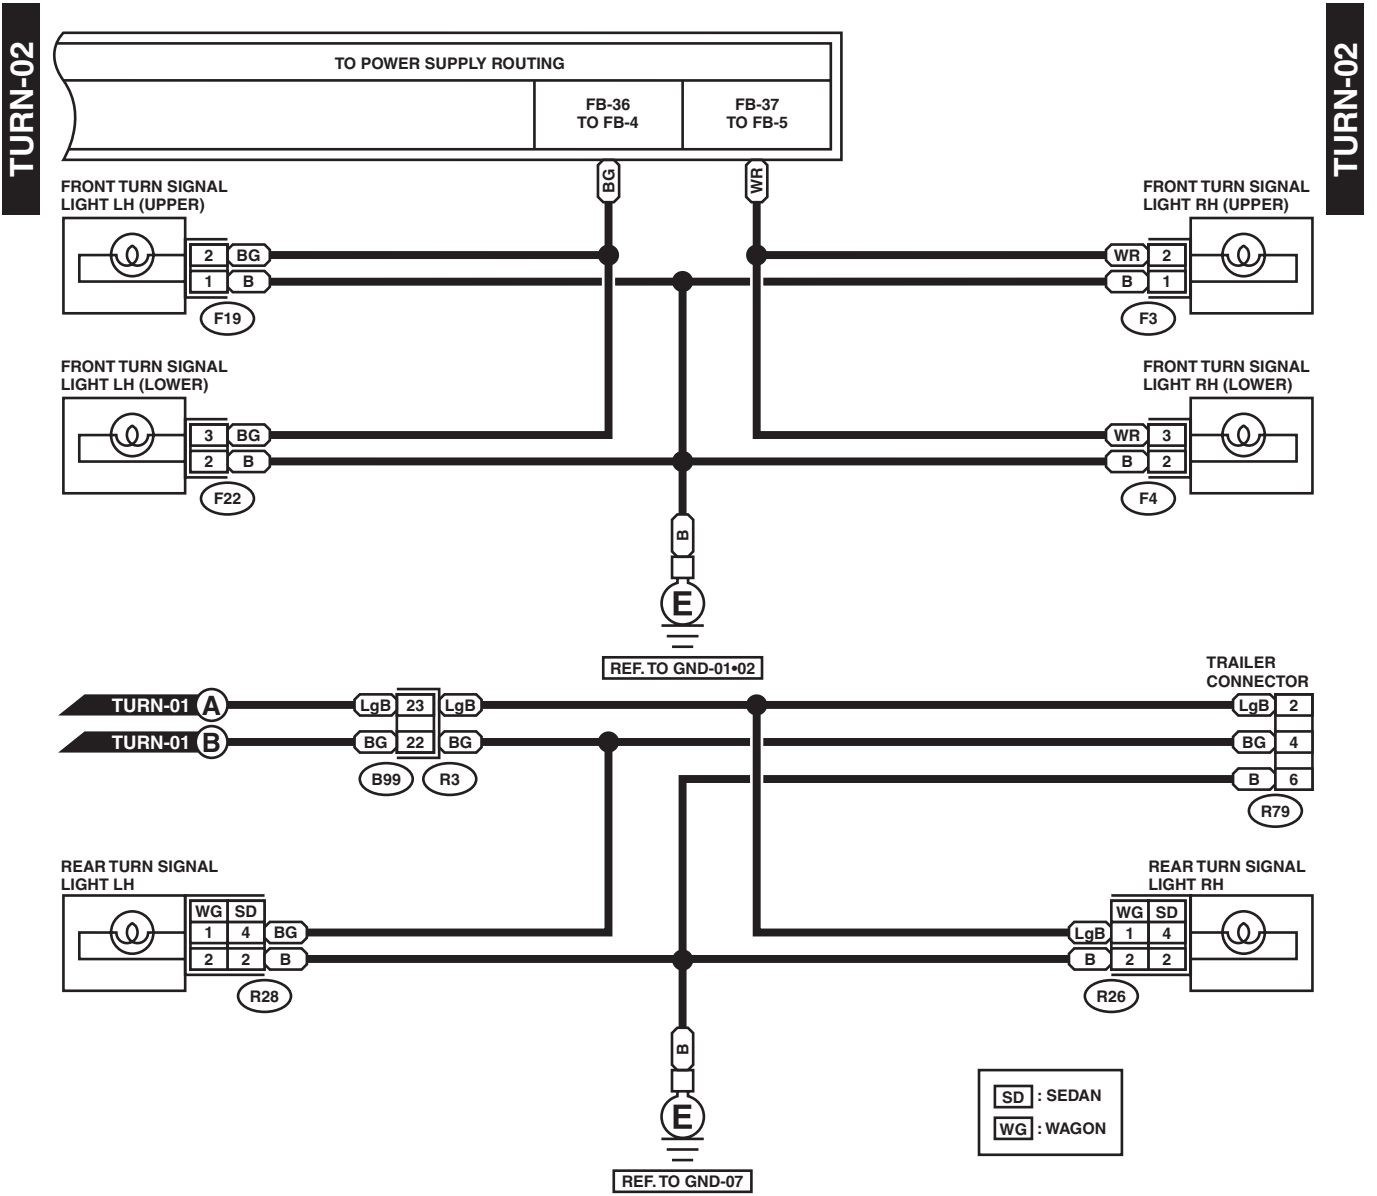 TURN-02
TURN-02
TO POWER SUPPLY ROUTING
FB-36
TO FB-4
FB-37
TO FB-5
BG
WR
FRONT TURN SIGNAL
LIGHT LH (UPPER)
2 BG
1 B
F19
FRONT TURN SIGNAL
LIGHT RH (UPPER)
WR 2
B 1
F3
FRONT TURN SIGNAL
LIGHT LH (LOWER)
3 BG
2 B
F22
FRONT TURN SIGNAL
LIGHT RH (LOWER)
WR 3
B 2
F4
B
E
REF. TO GND-01•02
TURN-01 A
LgB 23 LgB
TURN-01 B
BG 22 BG
B99 R3
TRAILER
CONNECTOR
LgB 2
BG 4
B 6
R79
REAR TURN SIGNAL
LIGHT LH
WG SD
1 4 BG
2 2 B
R28
REAR TURN SIGNAL
LIGHT RH
WG SD
LgB 1 4
B 2 2
R26
B
E
REF. TO GND-07
SD : SEDAN
WG : WAGON